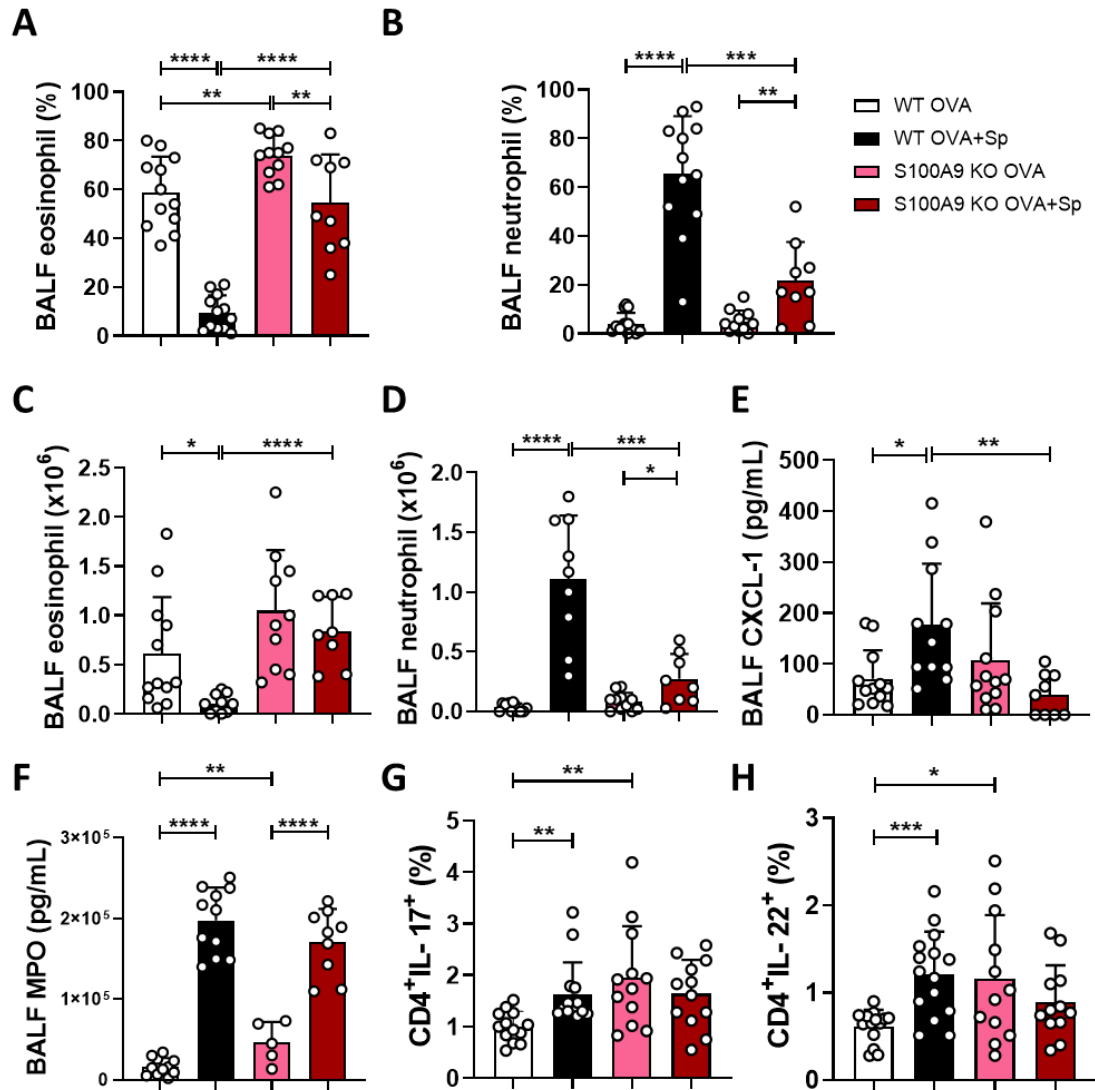 A
B
**** ****
** **
BALF eosinophil (%)
100
80
60
40
20
0
**** ***
**
BALF neutrophil (%)
100
80
60
40
20
0
WT OVA
WT OVA+Sp
S100A9 KO OVA
S100A9 KO OVA+Sp
C
D
E
* ****
BALF eosinophil (x10⁶)
2.5
2.0
1.5
1.0
0.5
0.0
**** ***
*
BALF neutrophil (x10⁶)
2.0
1.5
1.0
0.5
0.0
* **
BALF CXCL-1 (pg/mL)
500
400
300
200
100
0
F
G
H
**
**** ****
BALF MPO (pg/mL)
3×10⁵
2×10⁵
1×10⁵
0
**
**
CD4⁺IL- 17⁺ (%)
5
4
3
2
1
0
*
***
CD4⁺IL- 22⁺ (%)
3
2
1
0